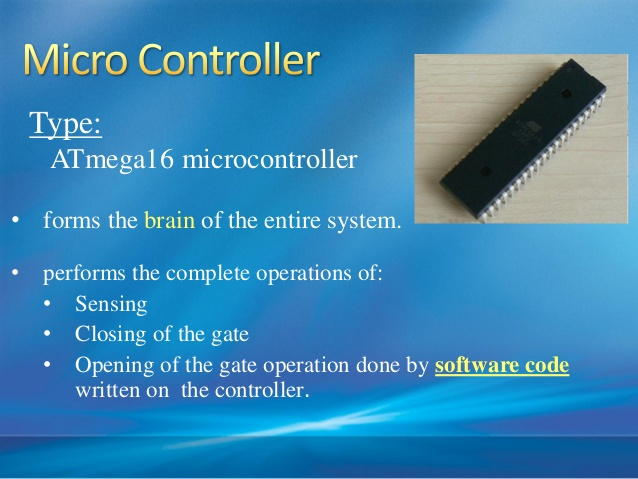 Micro Controller
Type:
ATmega16 microcontroller
• forms the brain of the entire system.
• performs the complete operations of:
• Sensing
• Closing of the gate
• Opening of the gate operation done by software code
written on the controller.